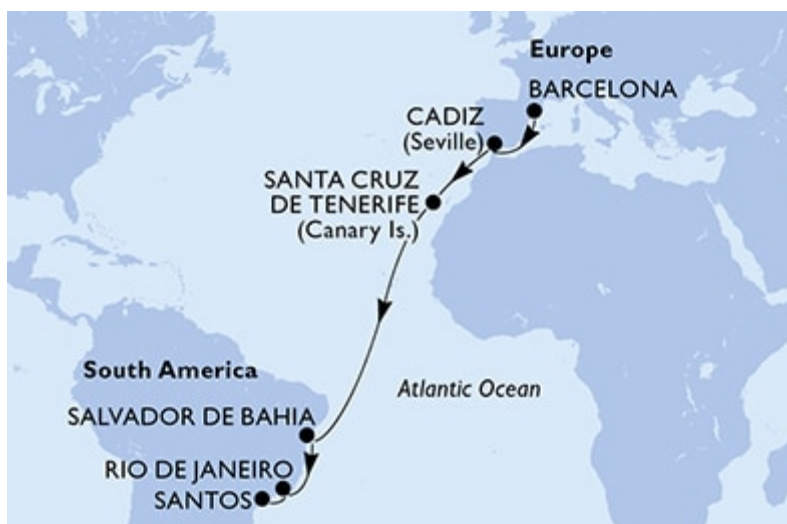 Europe
BARCELONA
CADIZ
(Seville)
SANTA CRUZ
DE TENERIFE
(Canary Is.)
South America
Atlantic Ocean
SALVADOR DE BAHIA
RIO DE JANEIRO
SANTOS